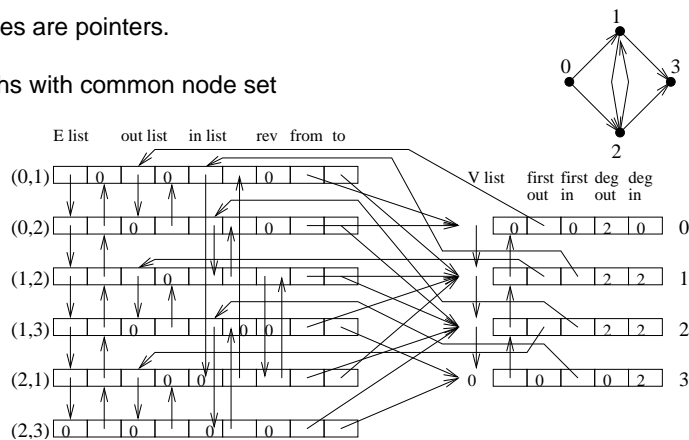 es are pointers.
1
0 3
hs with common node set
2
E list out list in list rev from to
V list first first deg deg
out in out in
(0,1) 0 0 0
(0,2) 0 0 0 0 2 0 0
(1,2) 0 2 2 1
(1,3) 0 0 0 2 2 2
(2,1) 0 0 0 0 0 0 2 3
(2,3) 0 0 0 0